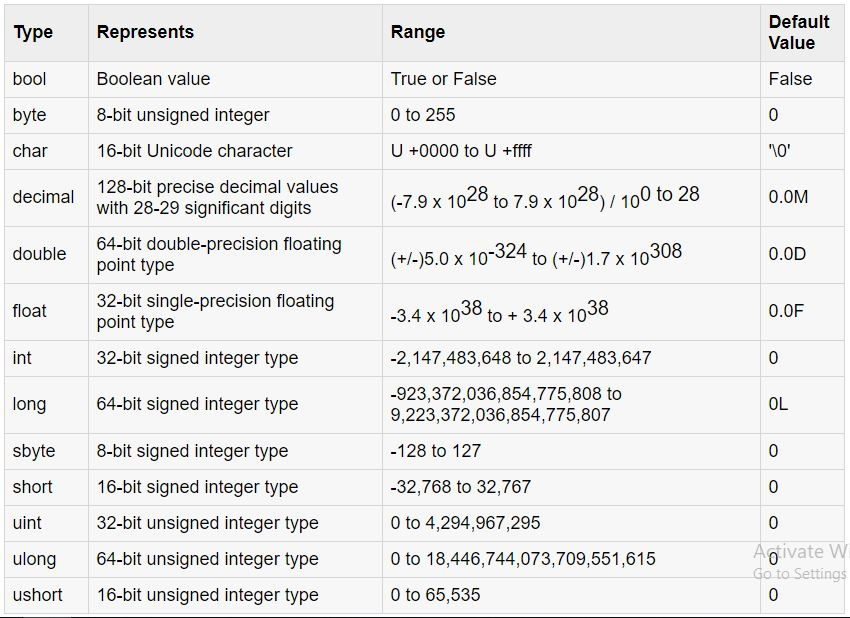 Type Represents Range Default Value
bool Boolean value True or False False
byte 8-bit unsigned integer 0 to 255 0
char 16-bit Unicode character U +0000 to U +ffff '\0'
decimal 128-bit precise decimal values with 28-29 significant digits (-7.9 x 10^28 to 7.9 x 10^28) / 10^0 to 28 0.0M
double 64-bit double-precision floating point type (+/-)5.0 x 10^-324 to (+/-)1.7 x 10^308 0.0D
float 32-bit single-precision floating point type -3.4 x 10^38 to + 3.4 x 10^38 0.0F
int 32-bit signed integer type -2,147,483,648 to 2,147,483,647 0
long 64-bit signed integer type -923,372,036,854,775,808 to 9,223,372,036,854,775,807 0L
sbyte 8-bit signed integer type -128 to 127 0
short 16-bit signed integer type -32,768 to 32,767 0
uint 32-bit unsigned integer type 0 to 4,294,967,295 0
ulong 64-bit unsigned integer type 0 to 18,446,744,073,709,551,615 0
ushort 16-bit unsigned integer type 0 to 65,535 0
Activate Wi
Go to Settings